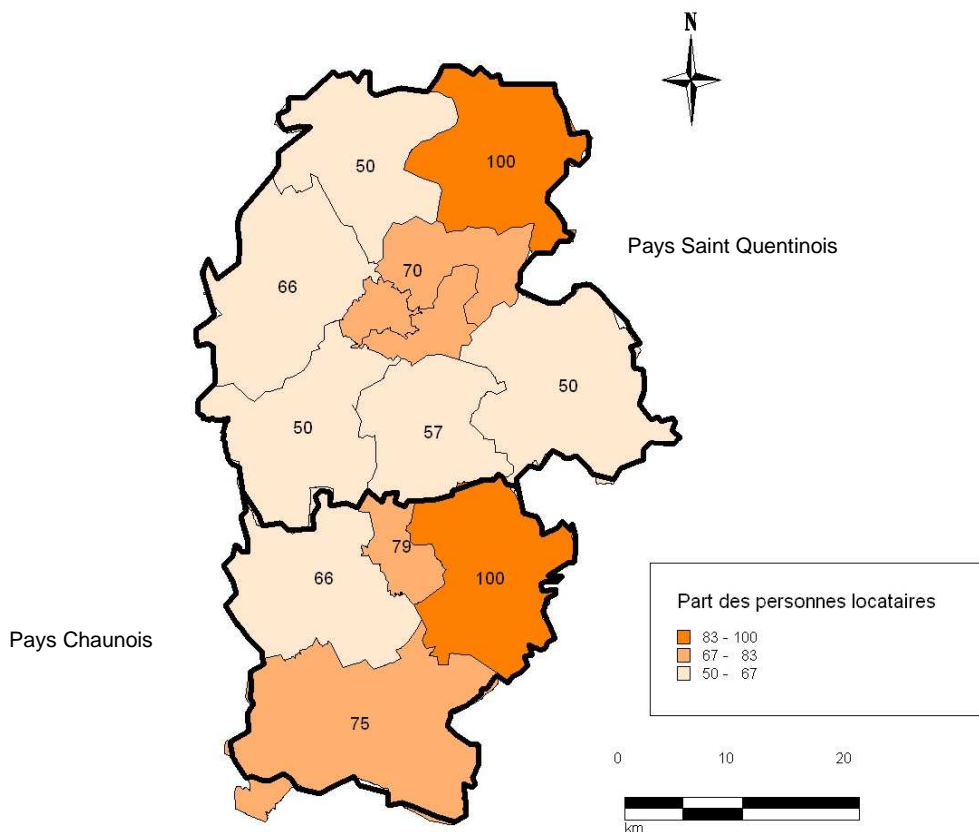 N
50
100
Pays Saint Quentinois
70
66
50
50
57
79
66
100
Part des personnes locataires
83 - 100
67 - 83
50 - 67
Pays Chaunois
75
0 10 20
km